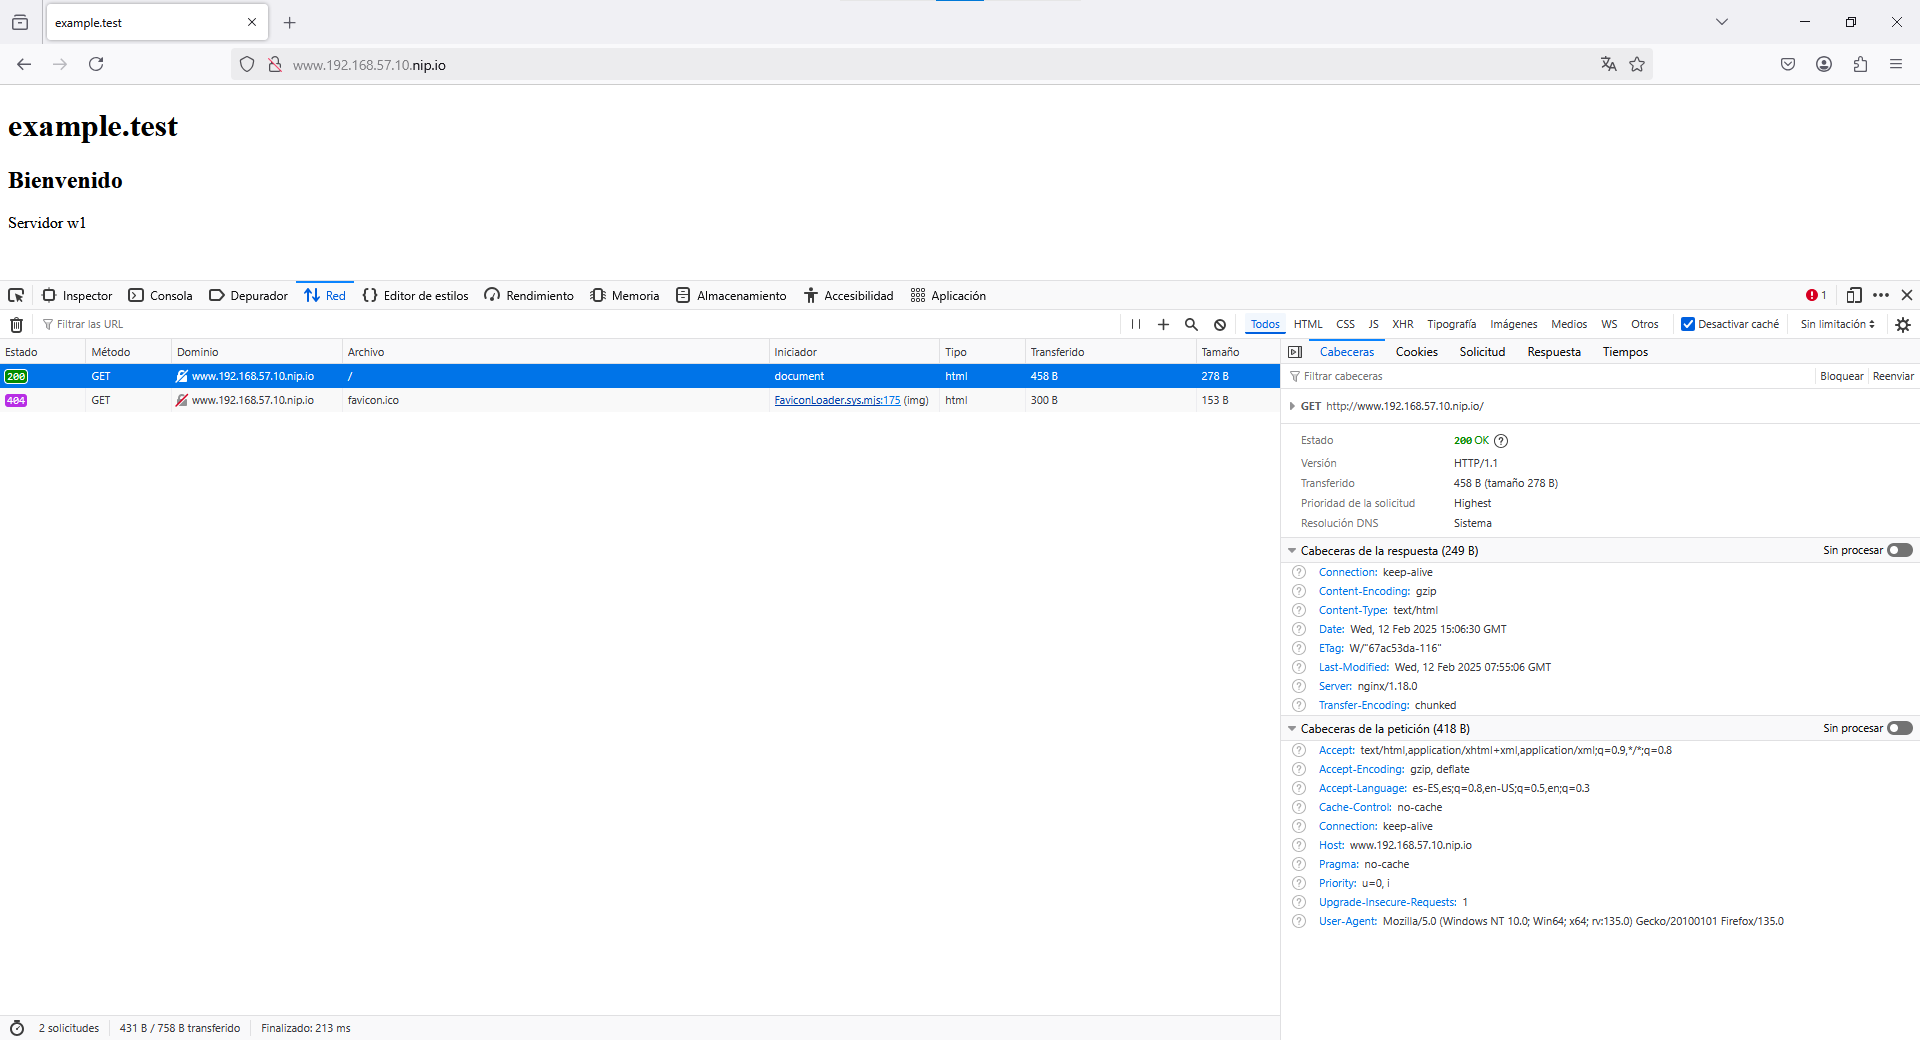 example.test
www.192.168.57.10.nip.io
example.test
Bienvenido
Servidor w1
Inspector Consola Depurador Red Editor de estilos Rendimiento Memoria Almacenamiento Accesibilidad Aplicación 1
Filtrar las URL Todos HTML CSS JS XHR Tipografía Imágenes Medios WS Otros Desactivar caché Sin limitación
Estado Método Dominio Archivo Iniciador Tipo Transferido Tamaño
200 GET www.192.168.57.10.nip.io / document html 458 B 278 B
404 GET www.192.168.57.10.nip.io favicon.ico FaviconLoader.sys.mjs:175 (img) html 300 B 153 B
Cabeceras Cookies Solicitud Respuesta Tiempos
Filtrar cabeceras Bloquear Reenviar
GET http://www.192.168.57.10.nip.io/
Estado 200 OK
Versión HTTP/1.1
Transferido 458 B (tamaño 278 B)
Prioridad de la solicitud Highest
Resolución DNS Sistema
Cabeceras de la respuesta (249 B) Sin procesar
Connection: keep-alive
Content-Encoding: gzip
Content-Type: text/html
Date: Wed, 12 Feb 2025 15:06:30 GMT
ETag: W/"67ac53da-116"
Last-Modified: Wed, 12 Feb 2025 07:55:06 GMT
Server: nginx/1.18.0
Transfer-Encoding: chunked
Cabeceras de la petición (418 B) Sin procesar
Accept: text/html,application/xhtml+xml,application/xml;q=0.9,*/*;q=0.8
Accept-Encoding: gzip, deflate
Accept-Language: es-ES,es;q=0.8,en-US;q=0.5,en;q=0.3
Cache-Control: no-cache
Connection: keep-alive
Host: www.192.168.57.10.nip.io
Pragma: no-cache
Priority: u=0, i
Upgrade-Insecure-Requests: 1
User-Agent: Mozilla/5.0 (Windows NT 10.0; Win64; x64; rv:135.0) Gecko/20100101 Firefox/135.0
2 solicitudes 431 B / 758 B transferido Finalizado: 213 ms